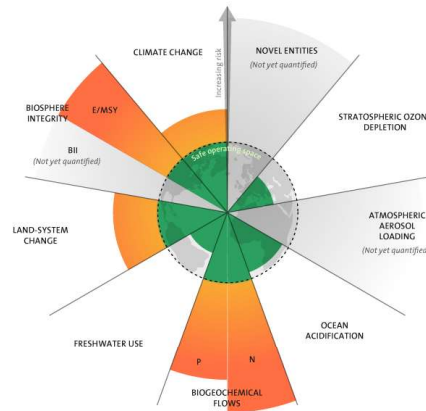 CLIMATE CHANGE
Increasing risk
NOVEL ENTITIES
(Not yet quantified)
STRATOSPHERIC OZON
DEPLETION
ATMOSPHERIC
AEROSOL
LOADING
(Not yet quantified)
OCEAN
ACIDIFICATION
N
P
BIOGEOCHEMICAL
FLOWS
FRESHWATER USE
LAND-SYSTEM
CHANGE
BIOSPHERE
INTEGRITY
E/MSY
BII
(Not yet quantified)
Safe operating space